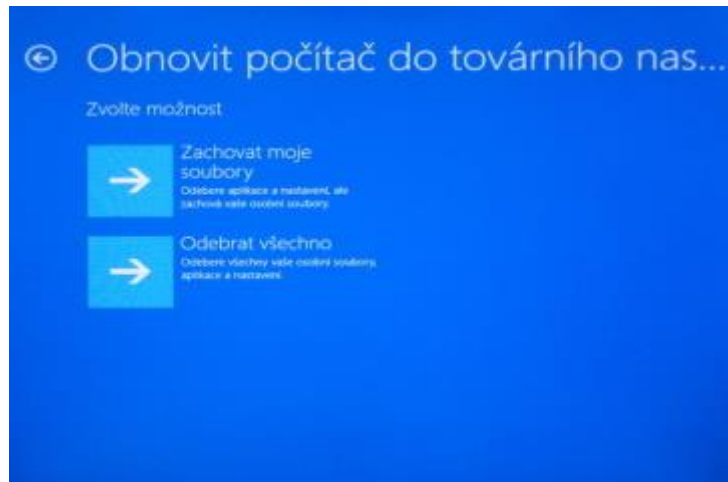 Obnovit počítač do továrního nas...
Zvolte možnost
Zachovat moje
soubory
Odebere aplikace a nastavení, ale
zachová vaše osobní soubory.
Odebrat všechno
Odebere všechny vaše osobní soubory,
aplikace a nastavení.